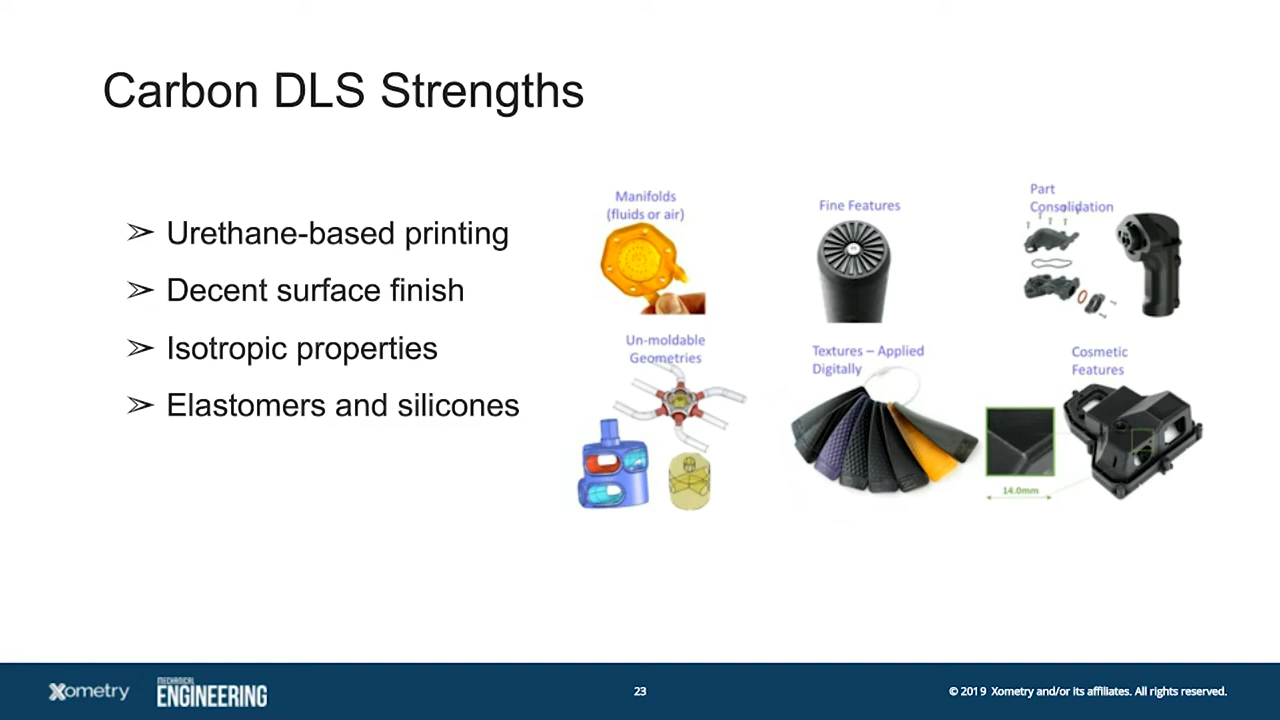 Carbon DLS Strengths
➢ Urethane-based printing
➢ Decent surface finish
➢ Isotropic properties
➢ Elastomers and silicones
Manifolds
(fluids or air)
Fine Features
Part
Consolidation
Un-moldable
Geometries
Textures – Applied
Digitally
Cosmetic
Features
14.0mm
Xometry
MECHANICAL
ENGINEERING
23
© 2019 Xometry and/or its affiliates. All rights reserved.